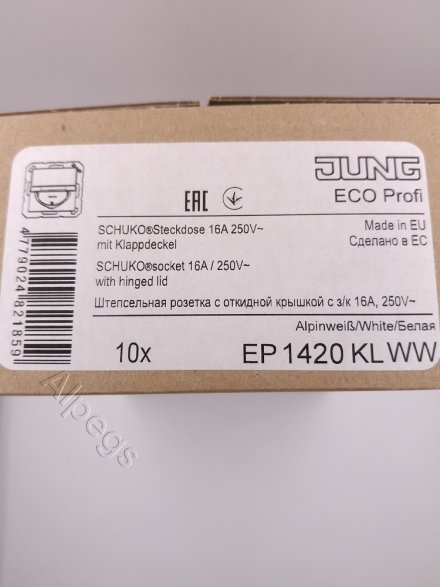 JUNG
ECO Profi
EAC
SCHUKO®Steckdose 16A 250V~
mit Klappdeckel
Made in EU
Сделано в ЕС
SCHUKO®socket 16A / 250V~
with hinged lid
Штепсельная розетка с откидной крышкой с з/к 16А, 250V~
Alpinweiß/White/Белая
10x
EP 1420 KL WW
4779024821859
Alpegs